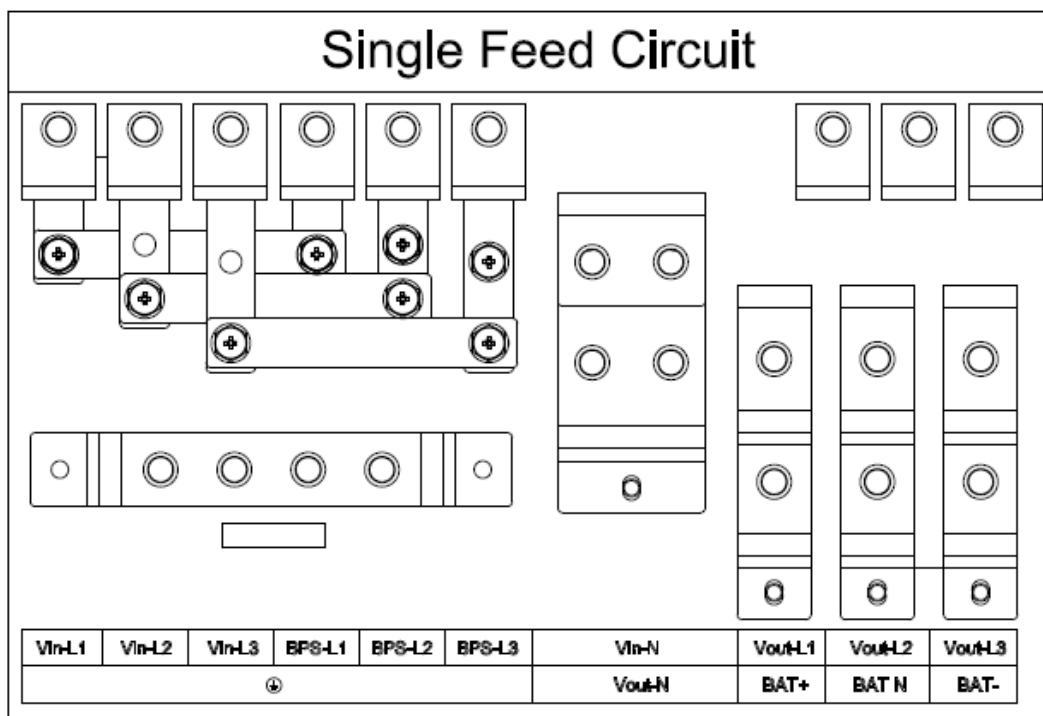 Single Feed Circuit
Vin-L1 Vin-L2 Vin-L3 BPS-L1 BPS-L2 BPS-L3 Vin-N Vout-L1 Vout-L2 Vout-L3
⏚ Vout-N BAT+ BAT N BAT-